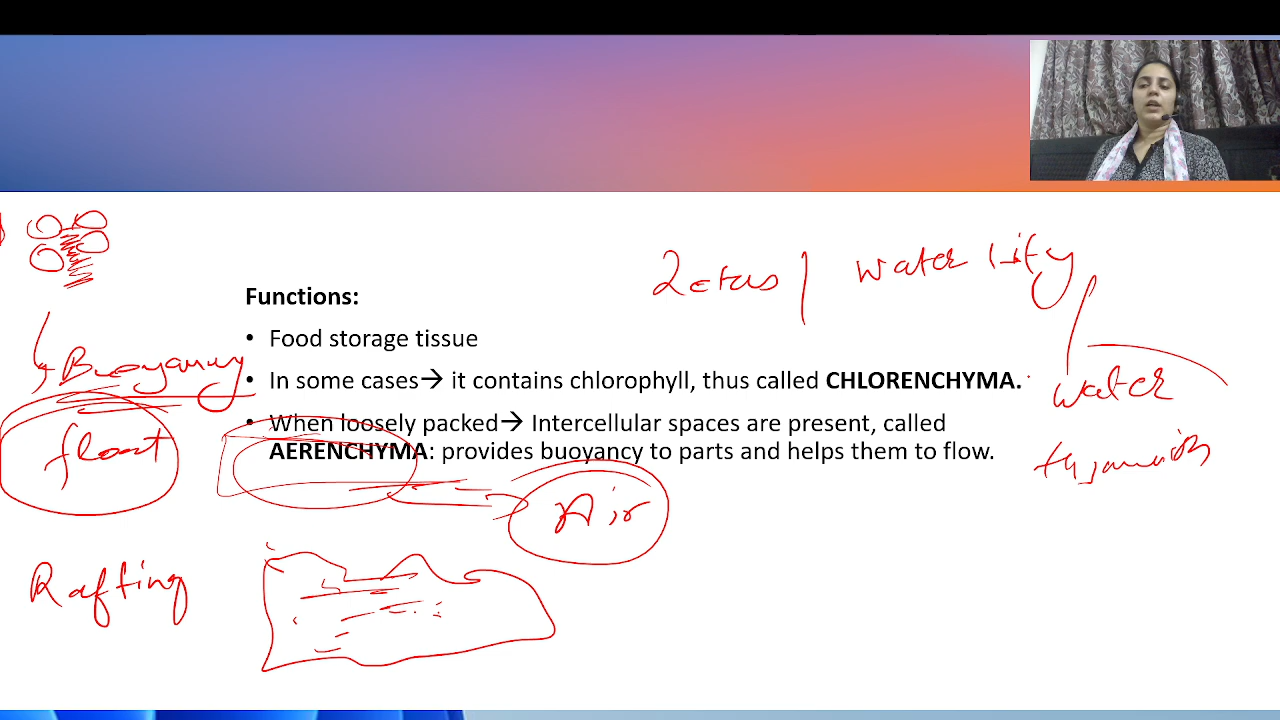 Lotus | water lily
Functions:
• Food storage tissue
Buoyancy
• In some cases→ it contains chlorophyll, thus called CHLORENCHYMA.
water
• When loosely packed→ Intercellular spaces are present, called
AERENCHYMA: provides buoyancy to parts and helps them to flow.
float
Air
Rafting